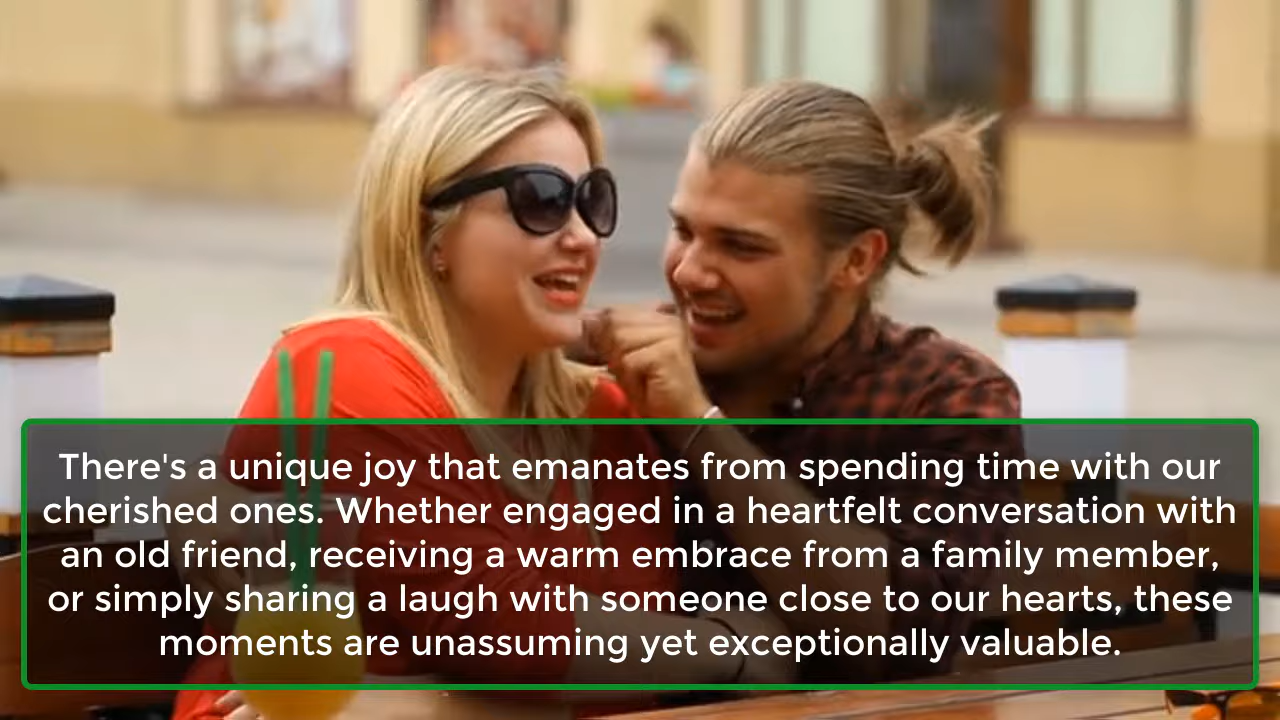 There's a unique joy that emanates from spending time with our
cherished ones. Whether engaged in a heartfelt conversation with
an old friend, receiving a warm embrace from a family member,
or simply sharing a laugh with someone close to our hearts, these
moments are unassuming yet exceptionally valuable.